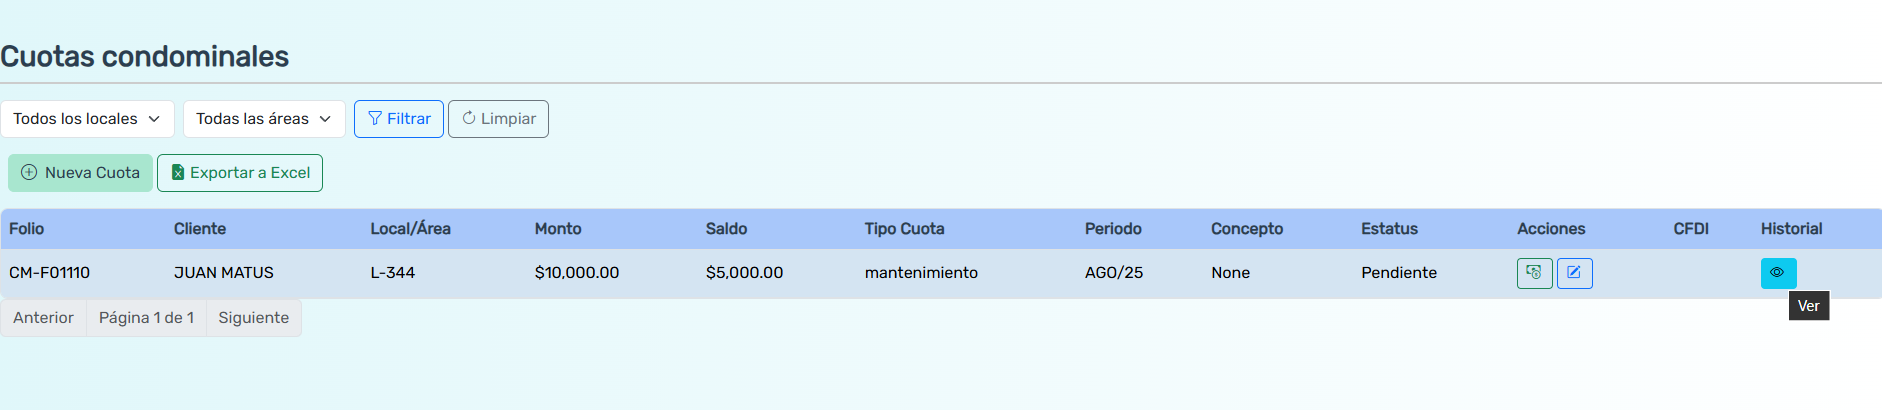 Cuotas condominales
Todos los locales Todas las áreas Filtrar Limpiar
Nueva Cuota Exportar a Excel
Folio Cliente Local/Área Monto Saldo Tipo Cuota Periodo Concepto Estatus Acciones CFDI Historial
CM-F01110 JUAN MATUS L-344 $10,000.00 $5,000.00 mantenimiento AGO/25 None Pendiente
Ver
Anterior Página 1 de 1 Siguiente